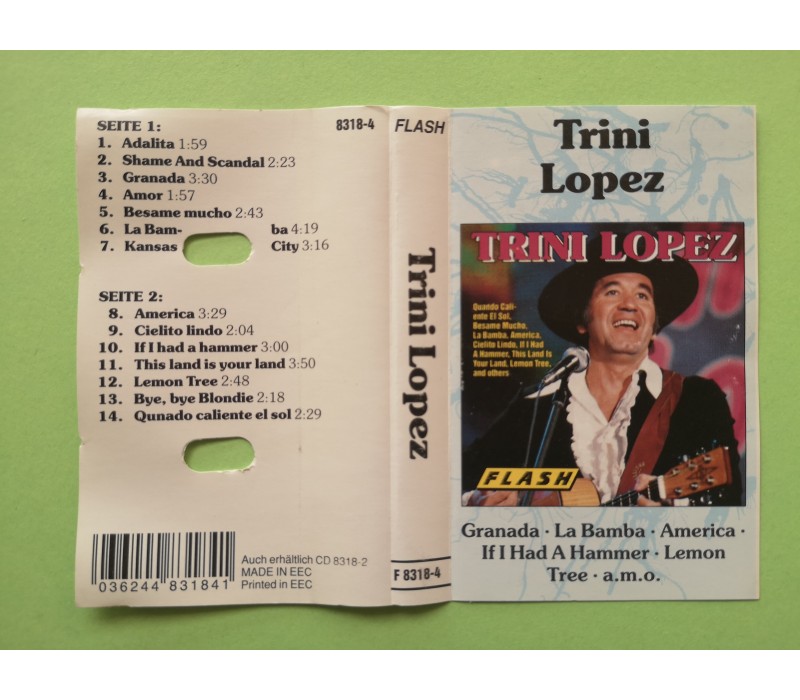 SEITE 1:
8318-4
1. Adalita 1:59
2. Shame And Scandal 2:23
3. Granada 3:30
4. Amor 1:57
5. Besame mucho 2:43
6. La Bam- ba 4:19
7. Kansas City 3:16
SEITE 2:
8. America 3:29
9. Cielito lindo 2:04
10. If I had a hammer 3:00
11. This land is your land 3:50
12. Lemon Tree 2:48
13. Bye, bye Blondie 2:18
14. Qunado caliente el sol 2:29
036244 831841
Auch erhältlich CD 8318-2
MADE IN EEC
Printed in EEC
FLASH
Trini Lopez
F 8318-4
Trini
Lopez
TRINI LOPEZ
Quando Cali-
ente El Sol,
Besame Mucho,
La Bamba, America,
Cielito Lindo, If I Had
A Hammer, This Land Is
Your Land, Lemon Tree,
and others
FLASH
Granada · La Bamba · America ·
If I Had A Hammer · Lemon
Tree · a.m.o.